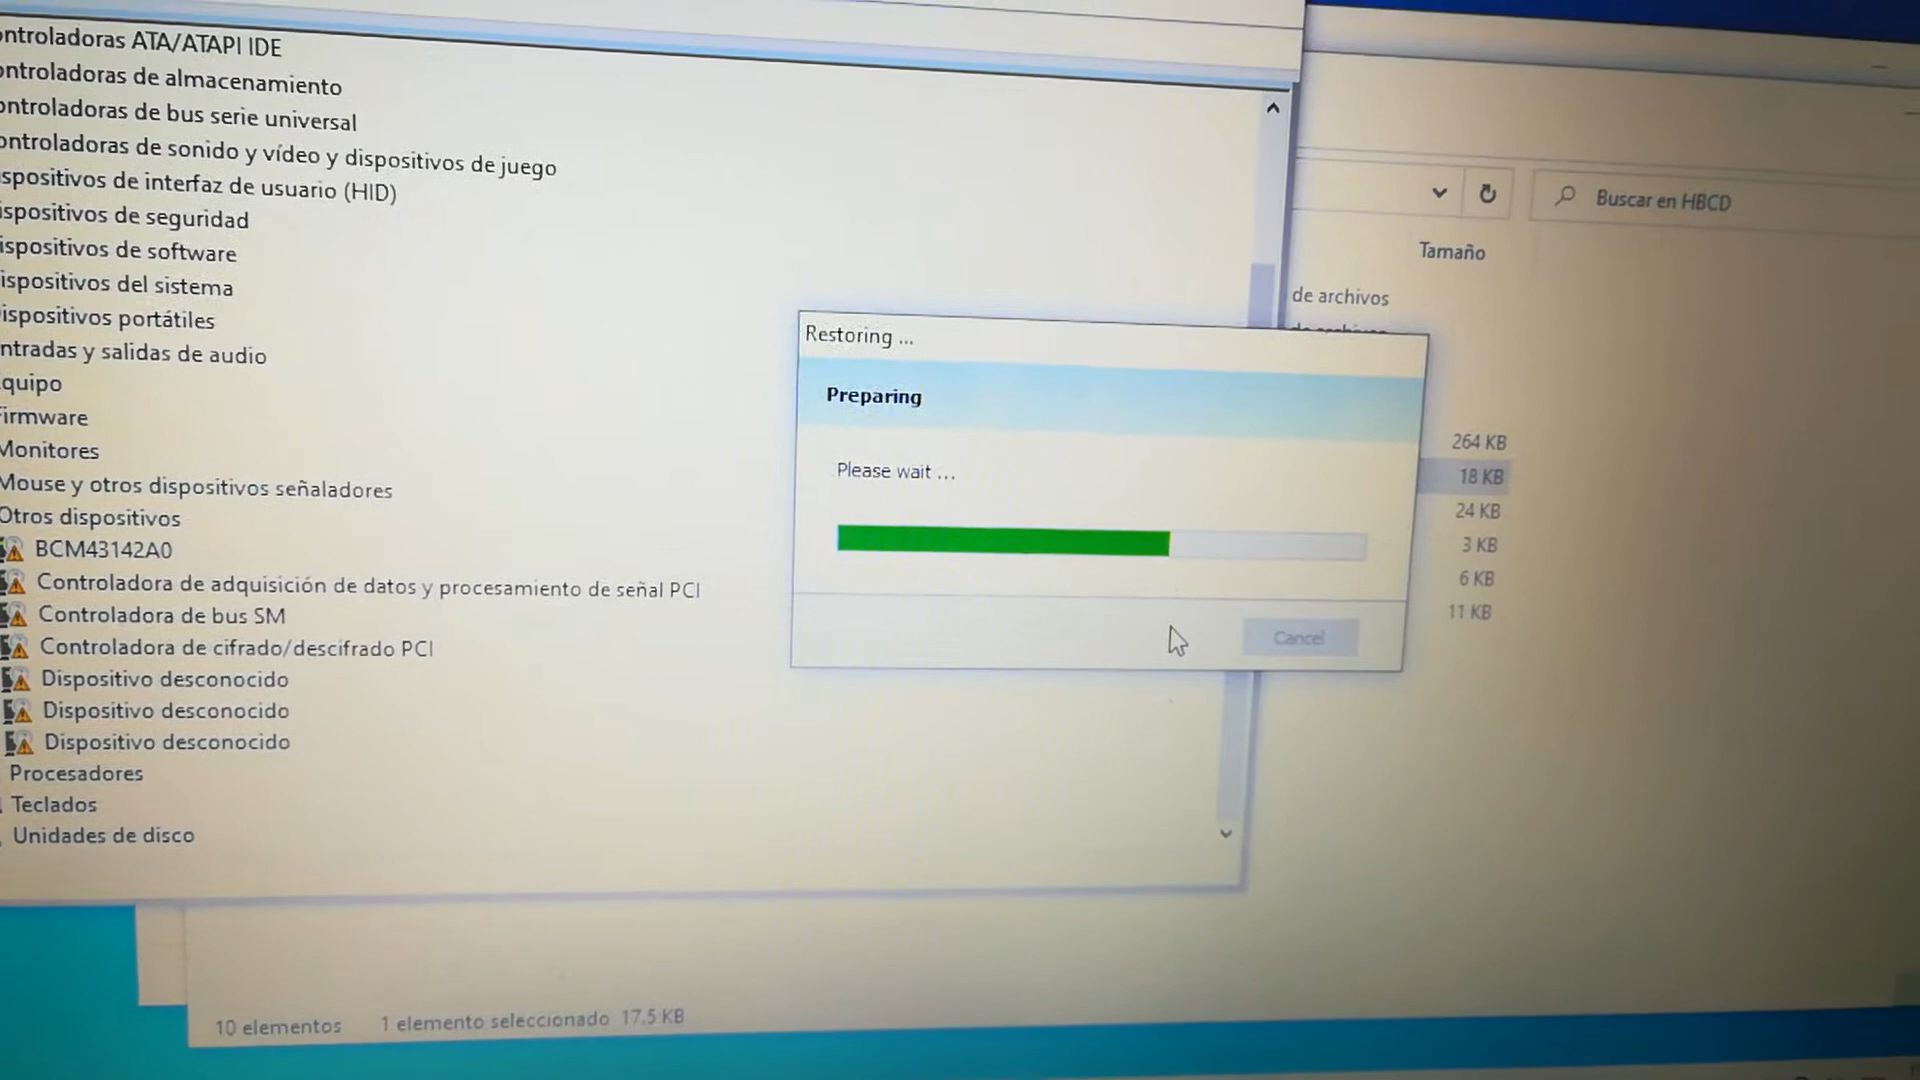 ontroladoras ATA/ATAPI IDE
ontroladoras de almacenamiento
ontroladoras de bus serie universal
ontroladoras de sonido y vídeo y dispositivos de juego
ispositivos de interfaz de usuario (HID)
ispositivos de seguridad
ispositivos de software
ispositivos del sistema
ispositivos portátiles
ntradas y salidas de audio
quipo
Firmware
Monitores
Mouse y otros dispositivos señaladores
Otros dispositivos
BCM43142A0
Controladora de adquisición de datos y procesamiento de señal PCI
Controladora de bus SM
Controladora de cifrado/descifrado PCI
Dispositivo desconocido
Dispositivo desconocido
Dispositivo desconocido
Procesadores
Teclados
Unidades de disco
Restoring ...
Preparing
Please wait ...
Cancel
Buscar en HBCD
Tamaño
de archivos
de archivos
264 KB
18 KB
24 KB
3 KB
6 KB
11 KB
10 elementos 1 elemento seleccionado 17.5 KB